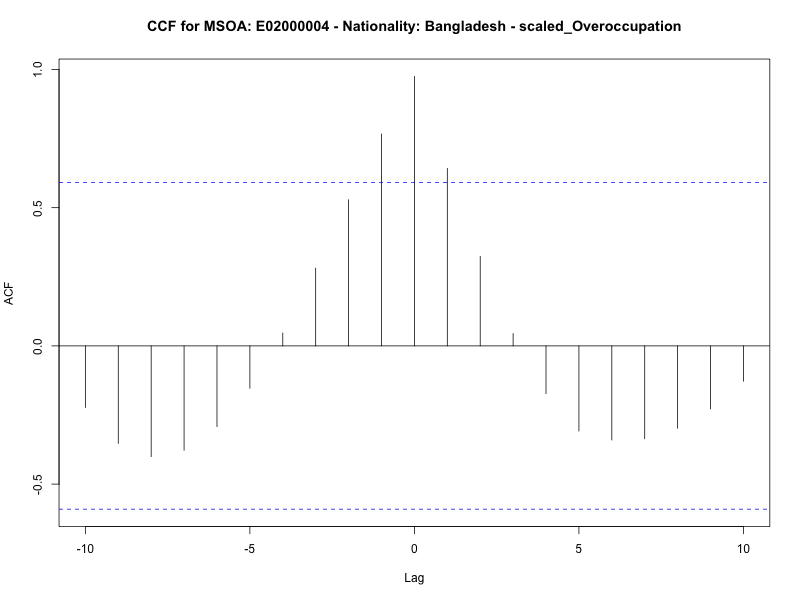 CCF for MSOA: E02000004 - Nationality: Bangladesh - scaled_Overoccupation
ACF
1.0
0.5
0.0
-0.5
-10 -5 0 5 10
Lag